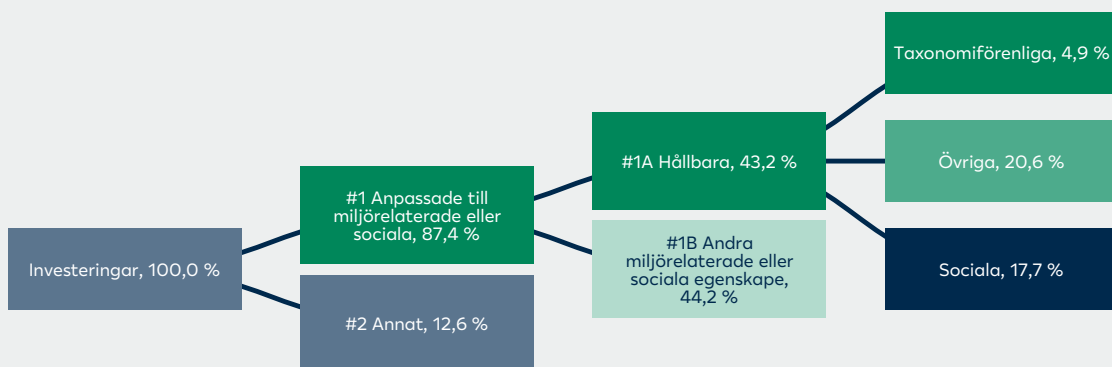 Investeringar, 100,0 %
#1 Anpassade till
miljörelaterade eller
sociala, 87,4 %
#2 Annat, 12,6 %
#1A Hållbara, 43,2 %
#1B Andra
miljörelaterade eller
sociala egenskape,
44,2 %
Taxonomiförenliga, 4,9 %
Övriga, 20,6 %
Sociala, 17,7 %